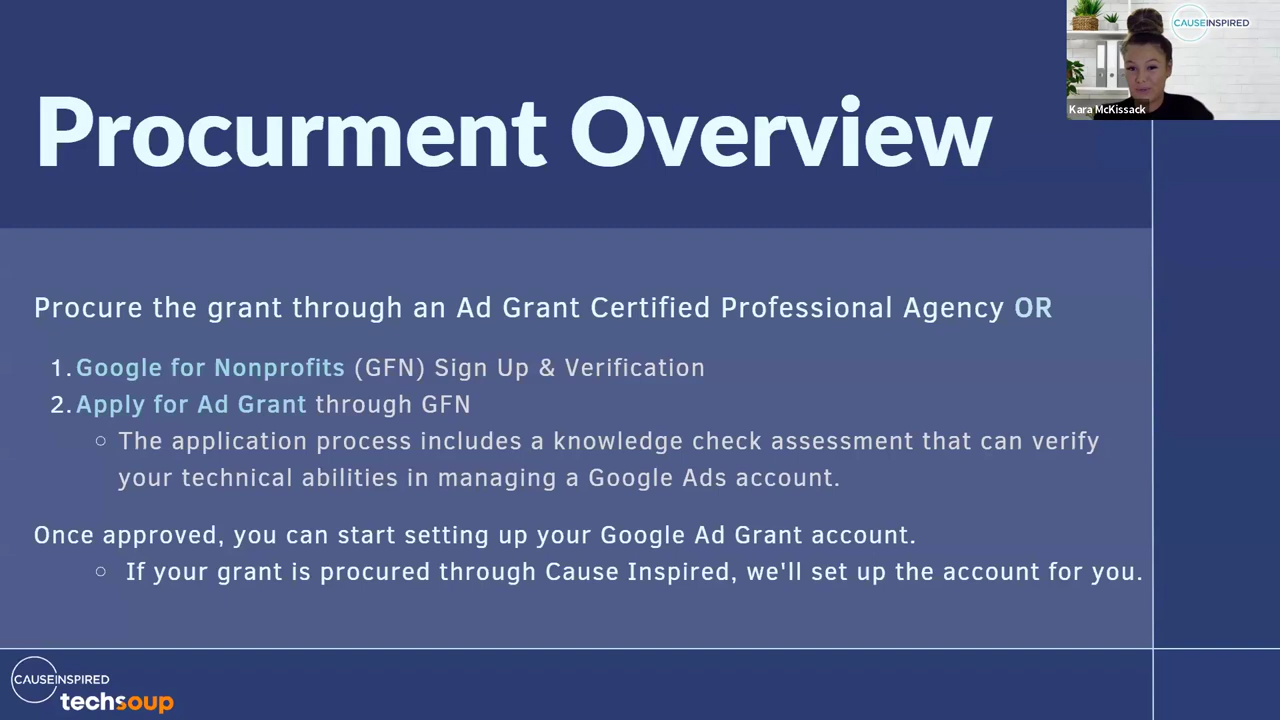 CAUSEINSPIRED
Kara McKissack
Procurment Overview
Procure the grant through an Ad Grant Certified Professional Agency OR
1. Google for Nonprofits (GFN) Sign Up & Verification
2. Apply for Ad Grant through GFN
○ The application process includes a knowledge check assessment that can verify
your technical abilities in managing a Google Ads account.
Once approved, you can start setting up your Google Ad Grant account.
○ If your grant is procured through Cause Inspired, we'll set up the account for you.
CAUSEINSPIRED
techsoup